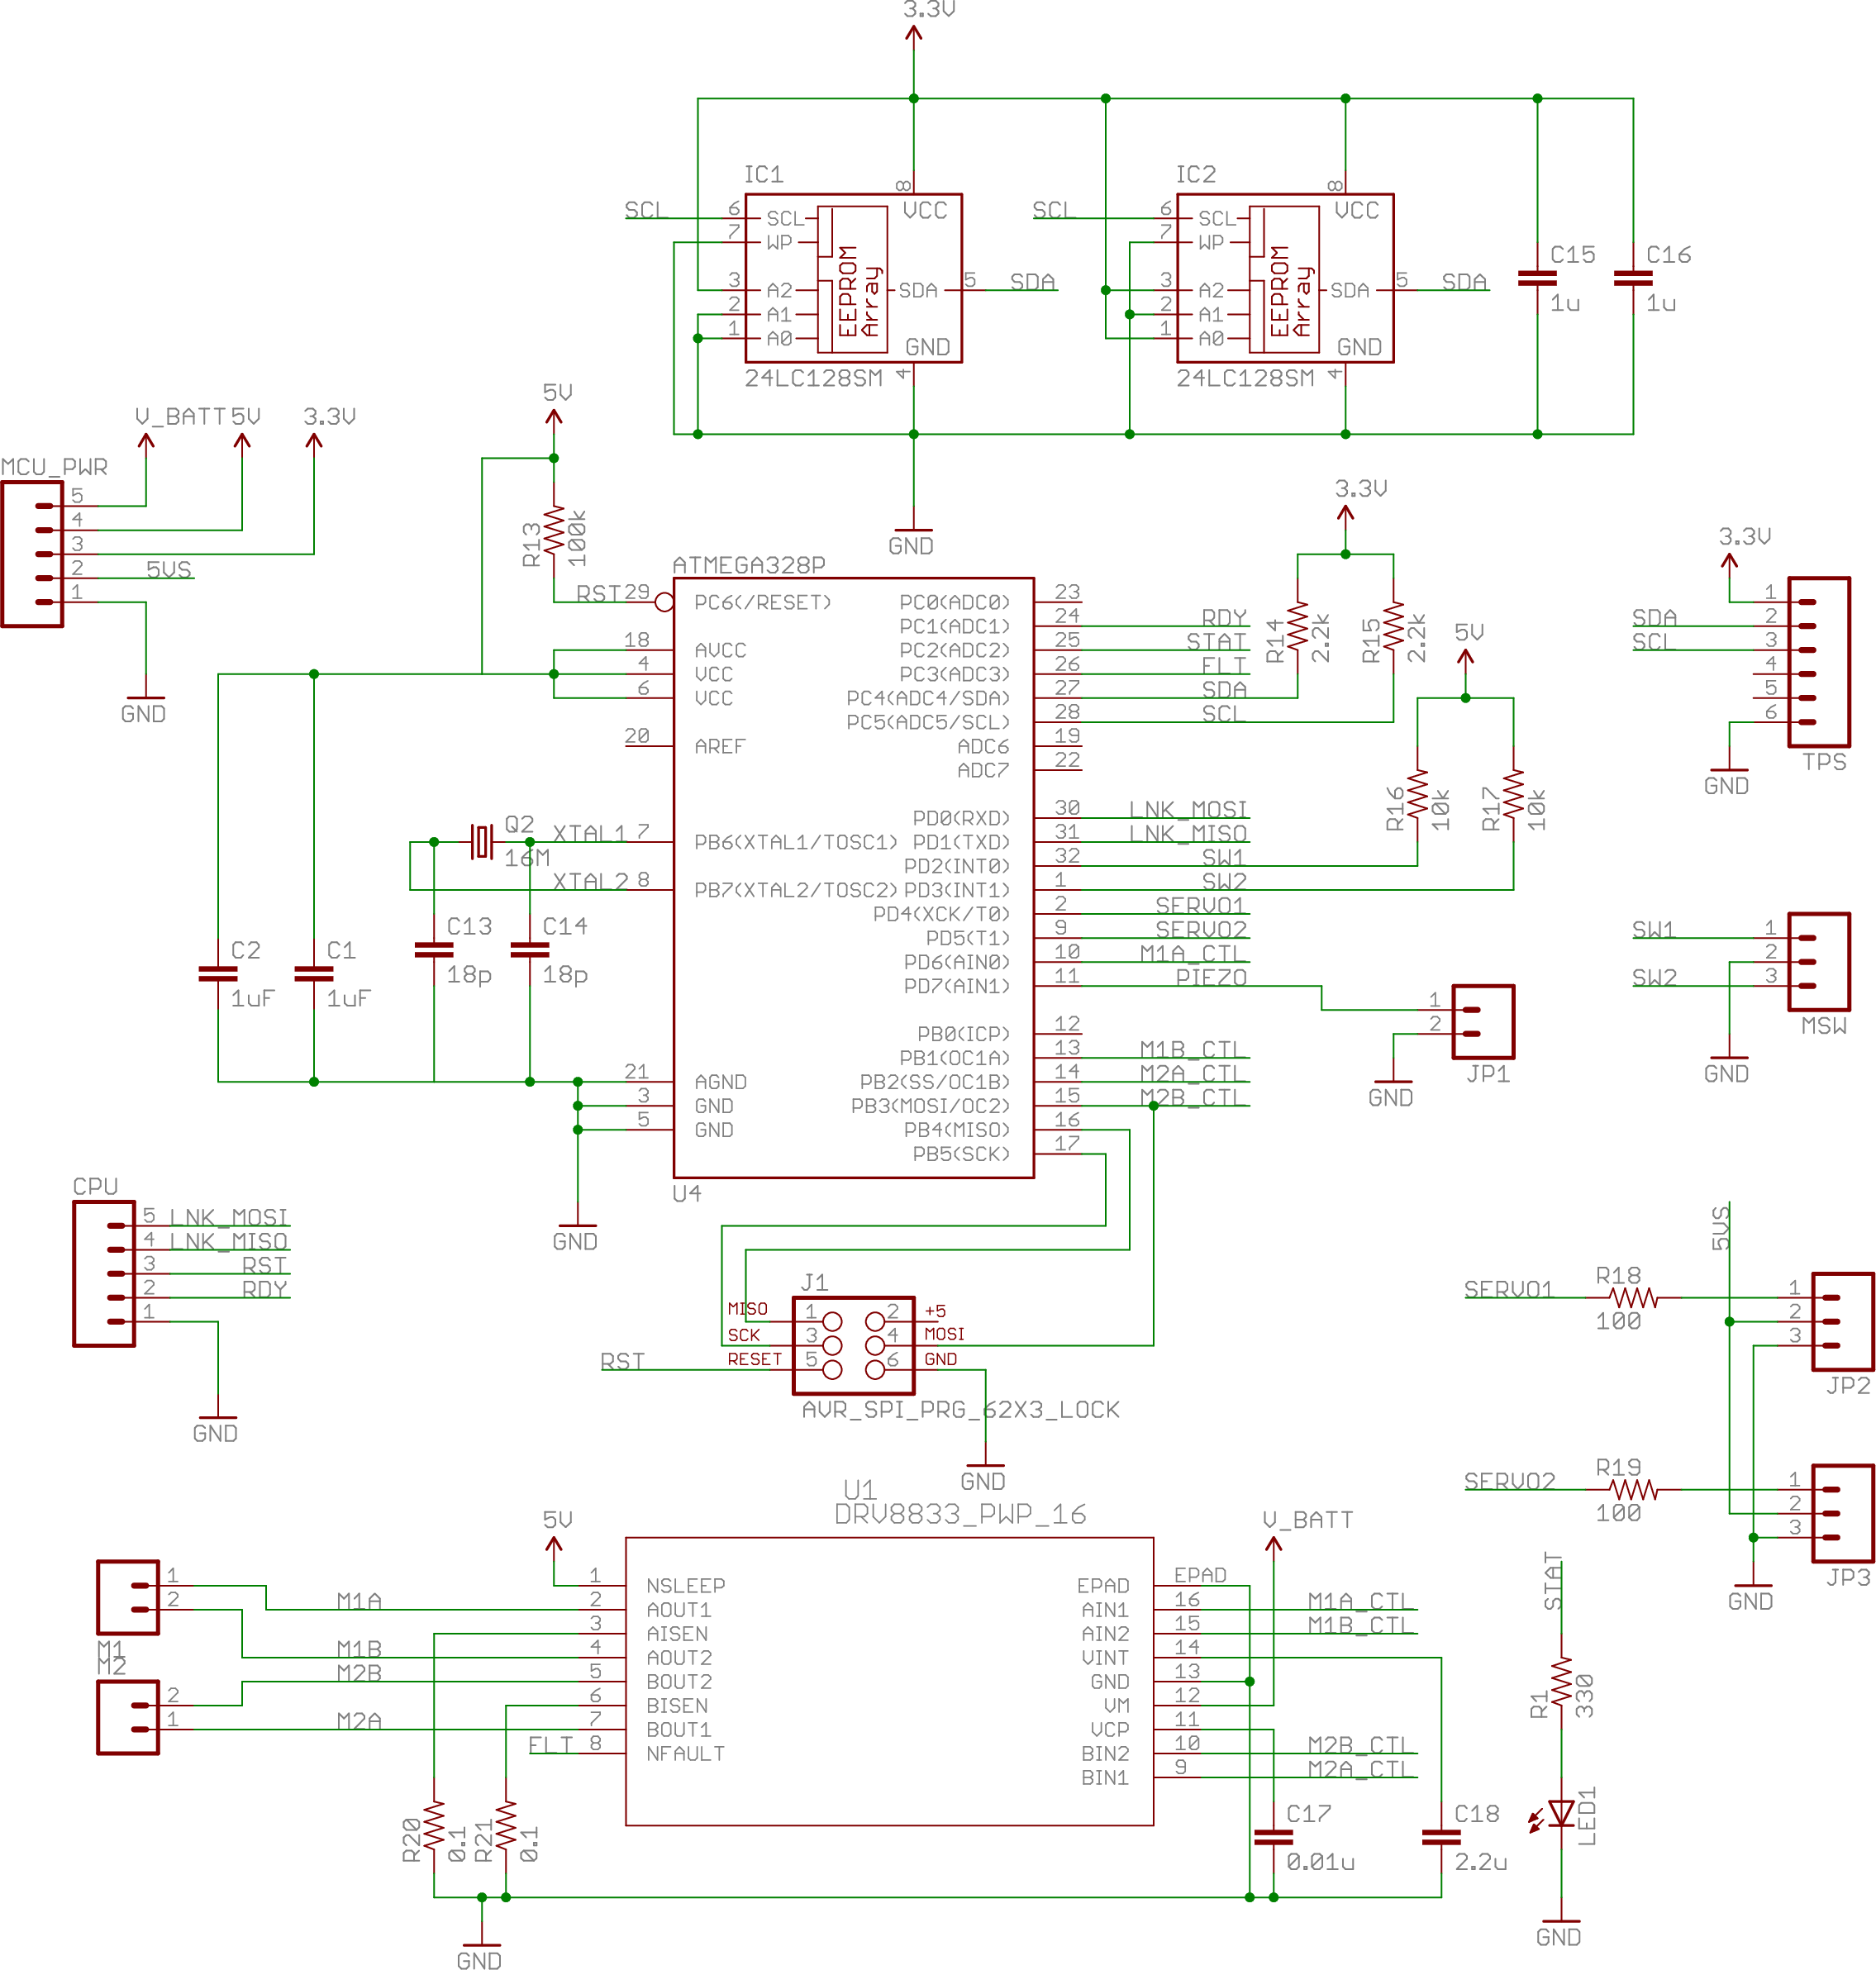 3.3V
IC1
IC2
8
VCC
8
VCC
SCL
6
SCL
SCL
6
SCL
7
WP
7
WP
C15
C16
3
A2
EEPROM
Array
SDA
5
SDA
3
A2
EEPROM
Array
SDA
5
SDA
2
A1
2
A1
1u
1u
1
A0
GND
1
A0
GND
24LC128SM
4
24LC128SM
4
5V
V_BATT
5V
3.3V
MCU_PWR
5
4
3
5VS
2
1
GND
R13
100k
GND
3.3V
ATMEGA328P
RST
29
PC6(/RESET)
PC0(ADC0)
23
PC1(ADC1)
24
RDY
18
AVCC
PC2(ADC2)
25
STAT
4
VCC
PC3(ADC3)
26
FLT
6
VCC
PC4(ADC4/SDA)
27
SDA
PC5(ADC5/SCL)
28
SCL
20
AREF
ADC6
19
ADC7
22
R14
2.2k
R15
2.2k
5V
3.3V
1
SDA
2
SCL
3
4
5
6
GND
TPS
R16
10k
R17
10k
PD0(RXD)
30
LNK_MOSI
Q2
16M
XTAL1
7
PB6(XTAL1/TOSC1)
PD1(TXD)
31
LNK_MISO
PD2(INT0)
32
SW1
XTAL2
8
PB7(XTAL2/TOSC2)
PD3(INT1)
1
SW2
PD4(XCK/T0)
2
SERVO1
PD5(T1)
9
SERVO2
PD6(AIN0)
10
M1A_CTL
PD7(AIN1)
11
PIEZO
C2
1uF
C1
1uF
C13
18p
C14
18p
SW1
1
2
SW2
3
MSW
GND
1
2
JP1
GND
PB0(ICP)
12
PB1(OC1A)
13
M1B_CTL
21
AGND
PB2(SS/OC1B)
14
M2A_CTL
3
GND
PB3(MOSI/OC2)
15
M2B_CTL
5
GND
PB4(MISO)
16
PB5(SCK)
17
U4
GND
CPU
5
LNK_MOSI
4
LNK_MISO
3
RST
2
RDY
1
GND
J1
MISO
1
2
+5
SCK
3
4
MOSI
RST
RESET
5
6
GND
AVR_SPI_PRG_62X3_LOCK
GND
5VS
SERVO1
R18
100
1
2
3
JP2
SERVO2
R19
100
1
2
3
JP3
GND
U1
DRV8833_PWP_16
5V
V_BATT
1
NSLEEP
EPAD
EPAD
2
AOUT1
AIN1
16
M1A_CTL
3
AISEN
AIN2
15
M1B_CTL
4
AOUT2
VINT
14
5
BOUT2
GND
13
6
BISEN
VM
12
7
BOUT1
VCP
11
FLT
8
NFAULT
BIN2
10
M2B_CTL
BIN1
9
M2A_CTL
1
M1A
2
M1B
M1
M2
M2B
2
1
M2A
R20
0.1
R21
0.1
GND
C17
0.01u
C18
2.2u
STAT
R1
330
LED1
GND